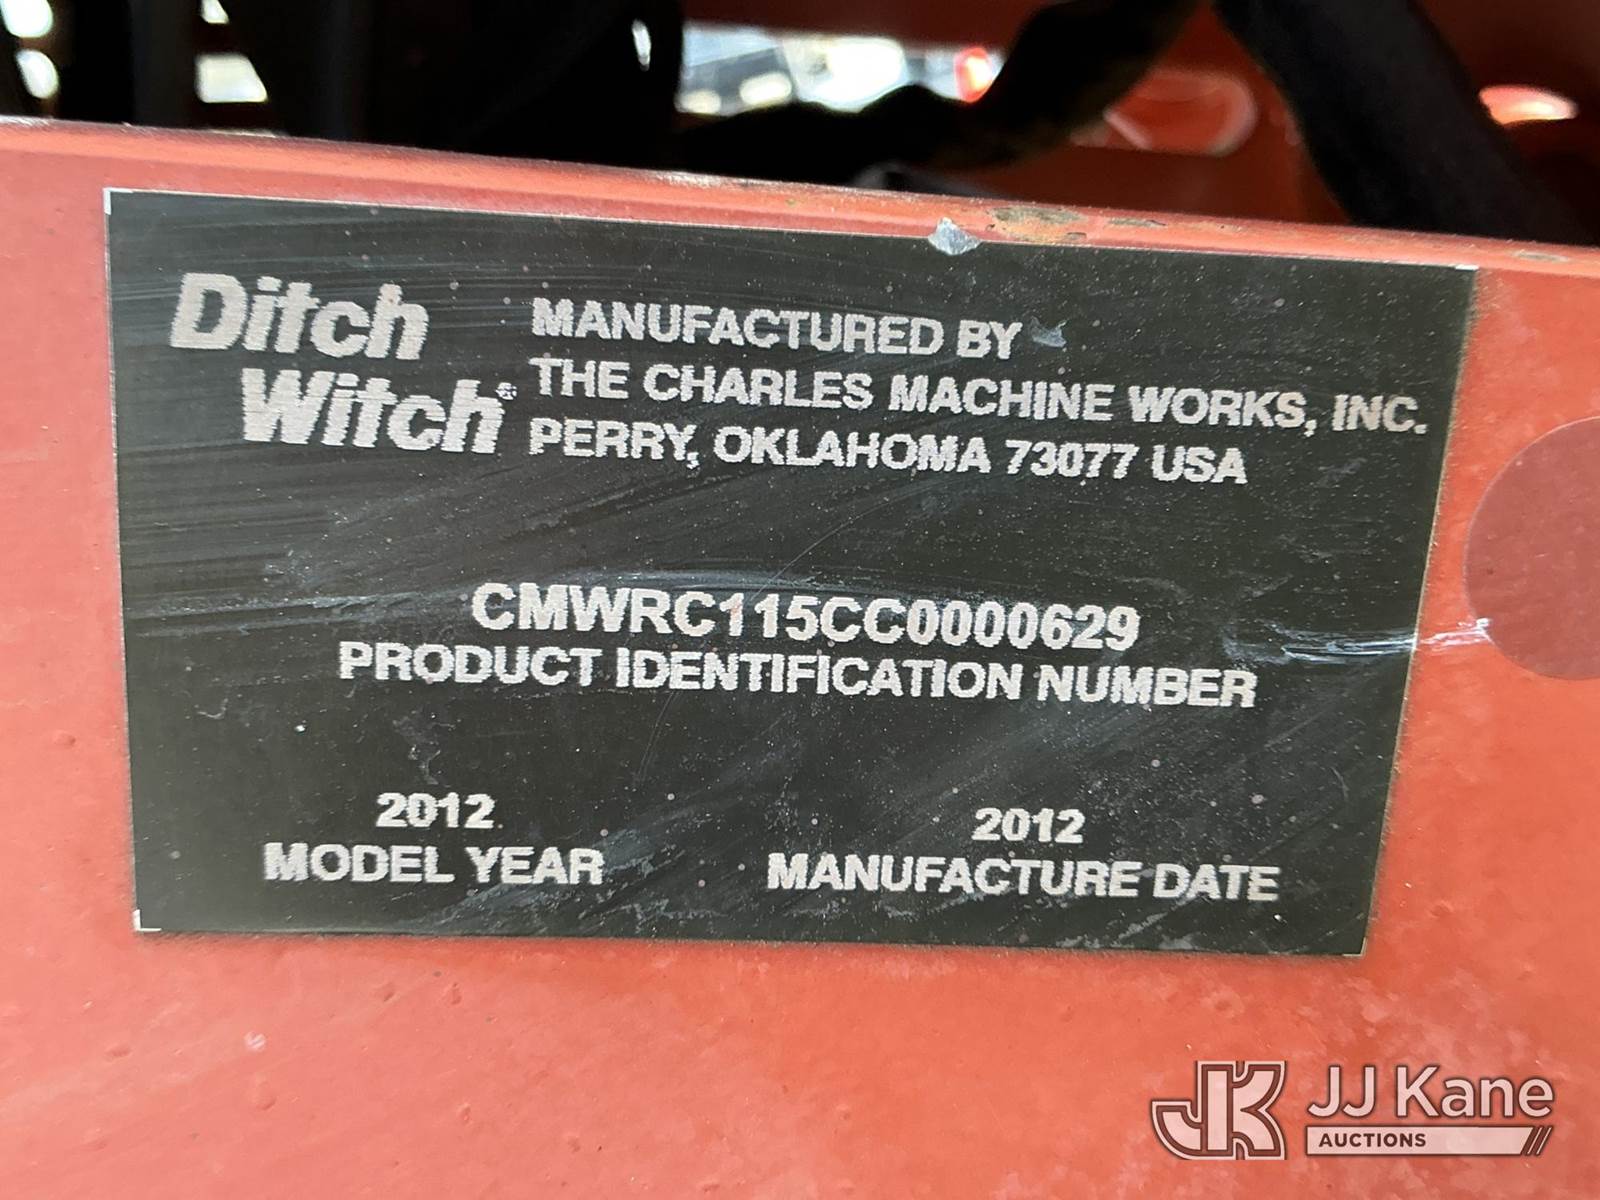 Ditch
Witch®
MANUFACTURED BY
THE CHARLES MACHINE WORKS, INC.
PERRY, OKLAHOMA 73077 USA
CMWRC115CC0000629
PRODUCT IDENTIFICATION NUMBER
2012
MODEL YEAR
2012
MANUFACTURE DATE
JK
JJ Kane
AUCTIONS